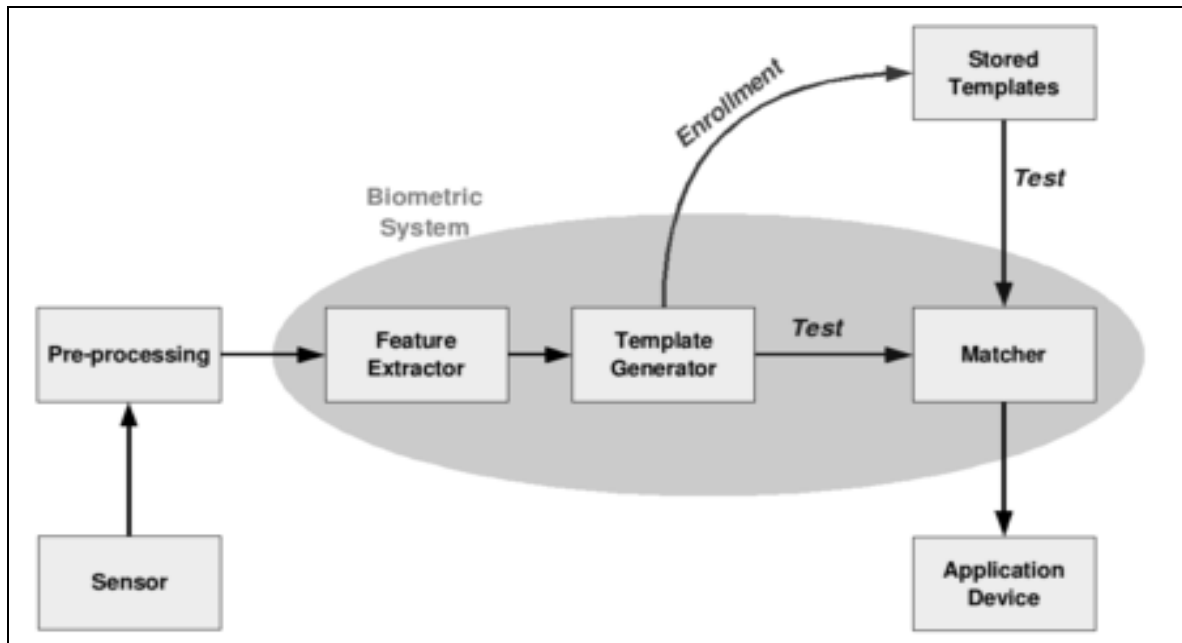 Stored
Templates
Enrollment
Test
Biometric
System
Pre-processing
Feature
Extractor
Template
Generator
Test
Matcher
Sensor
Application
Device